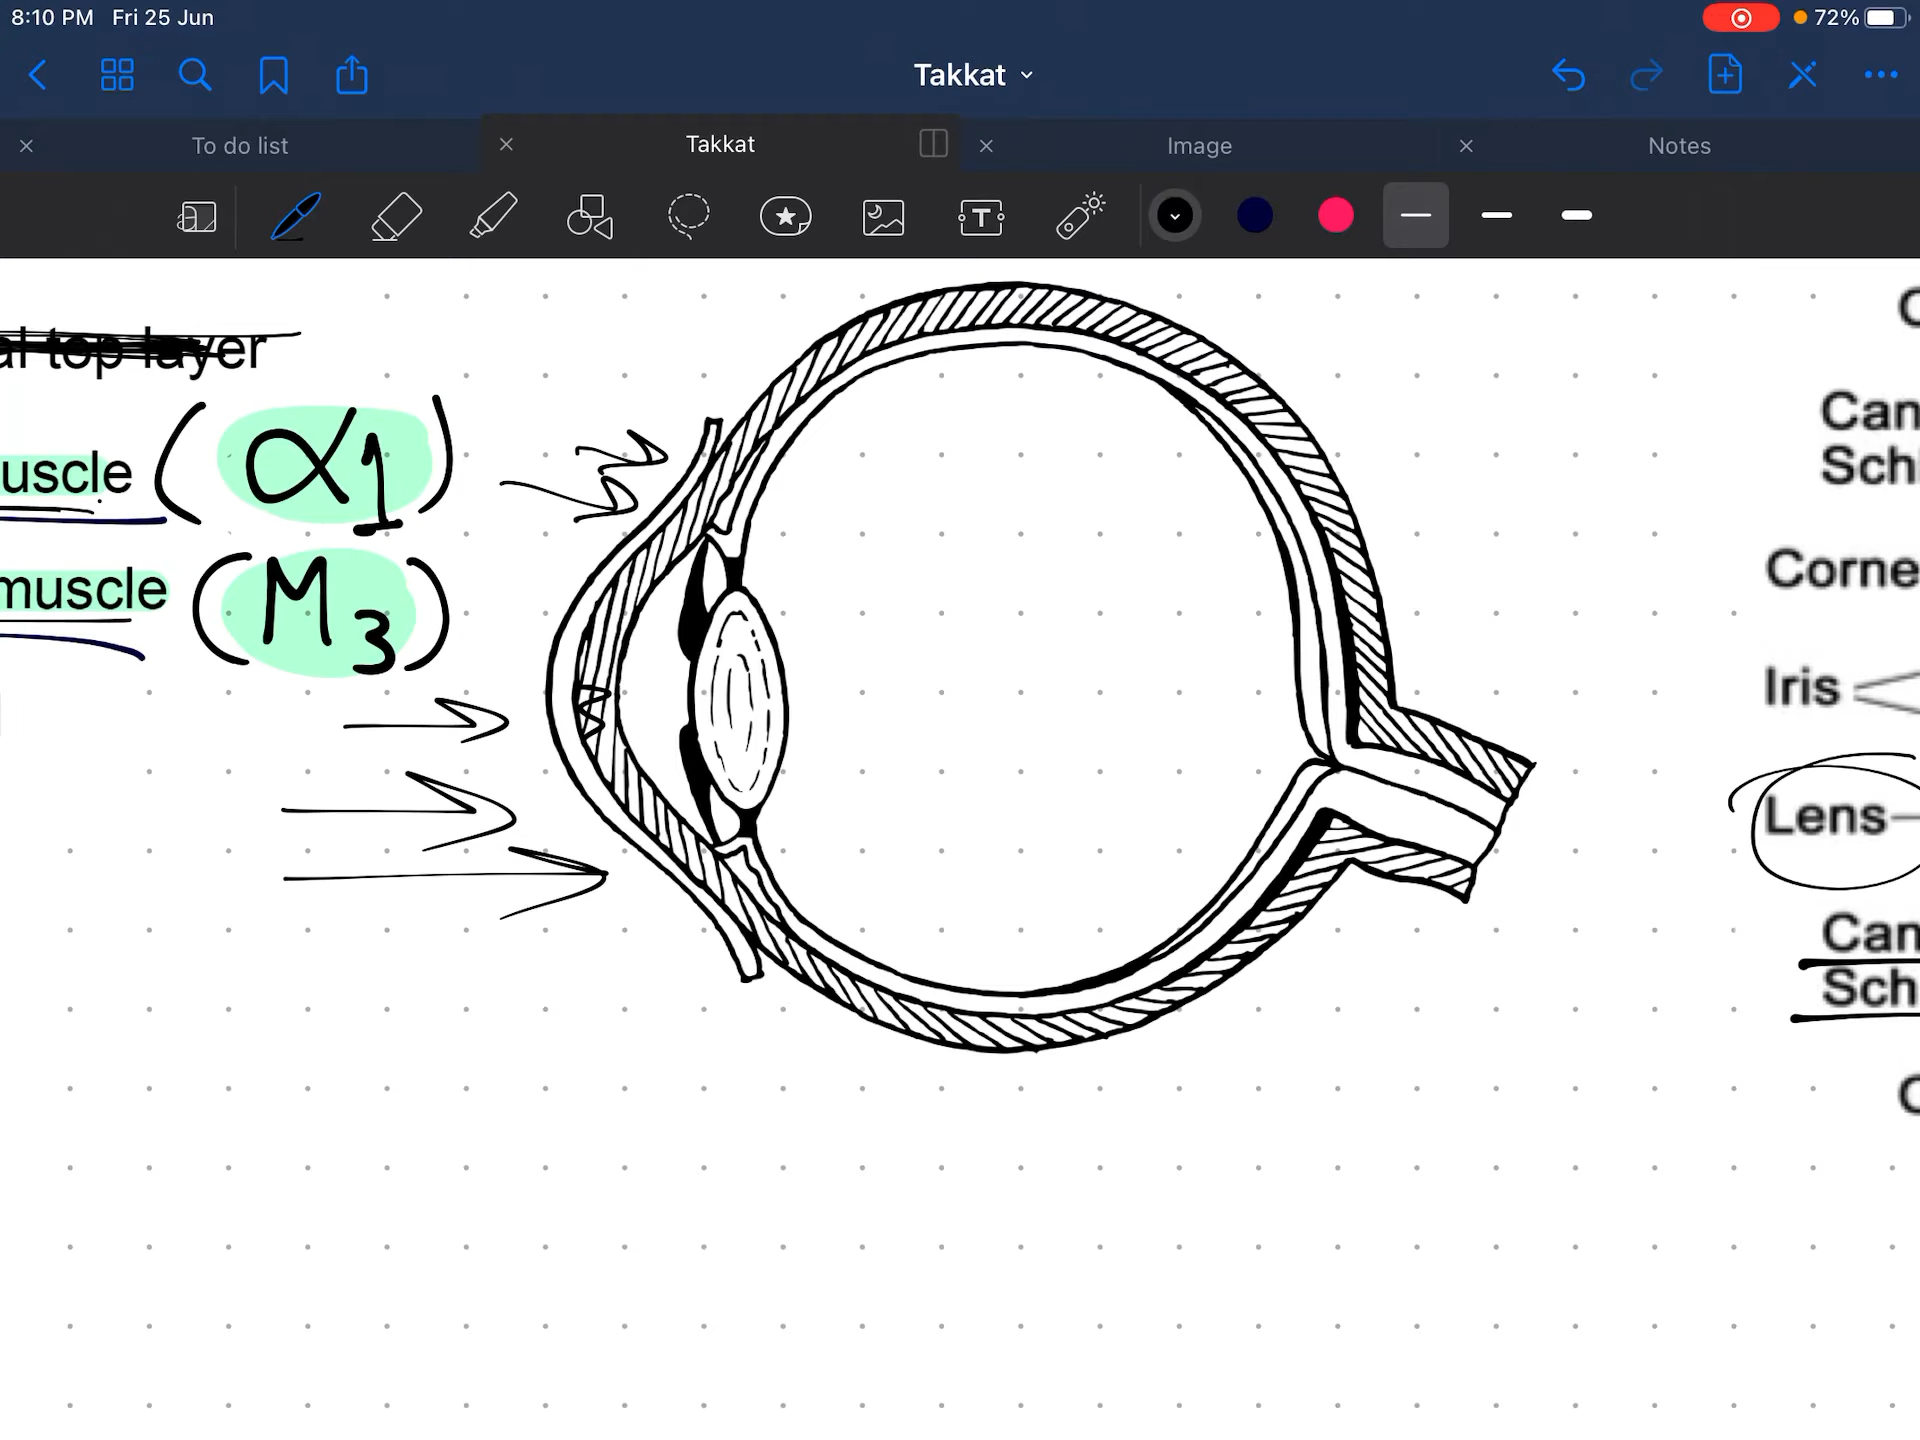 8:10 PM Fri 25 Jun
72%
Takkat
To do list
Takkat
Image
Notes
al top layer
uscle (α1)
muscle (M3)
Can
Schl
Corne
Iris
Lens
Can
Sch